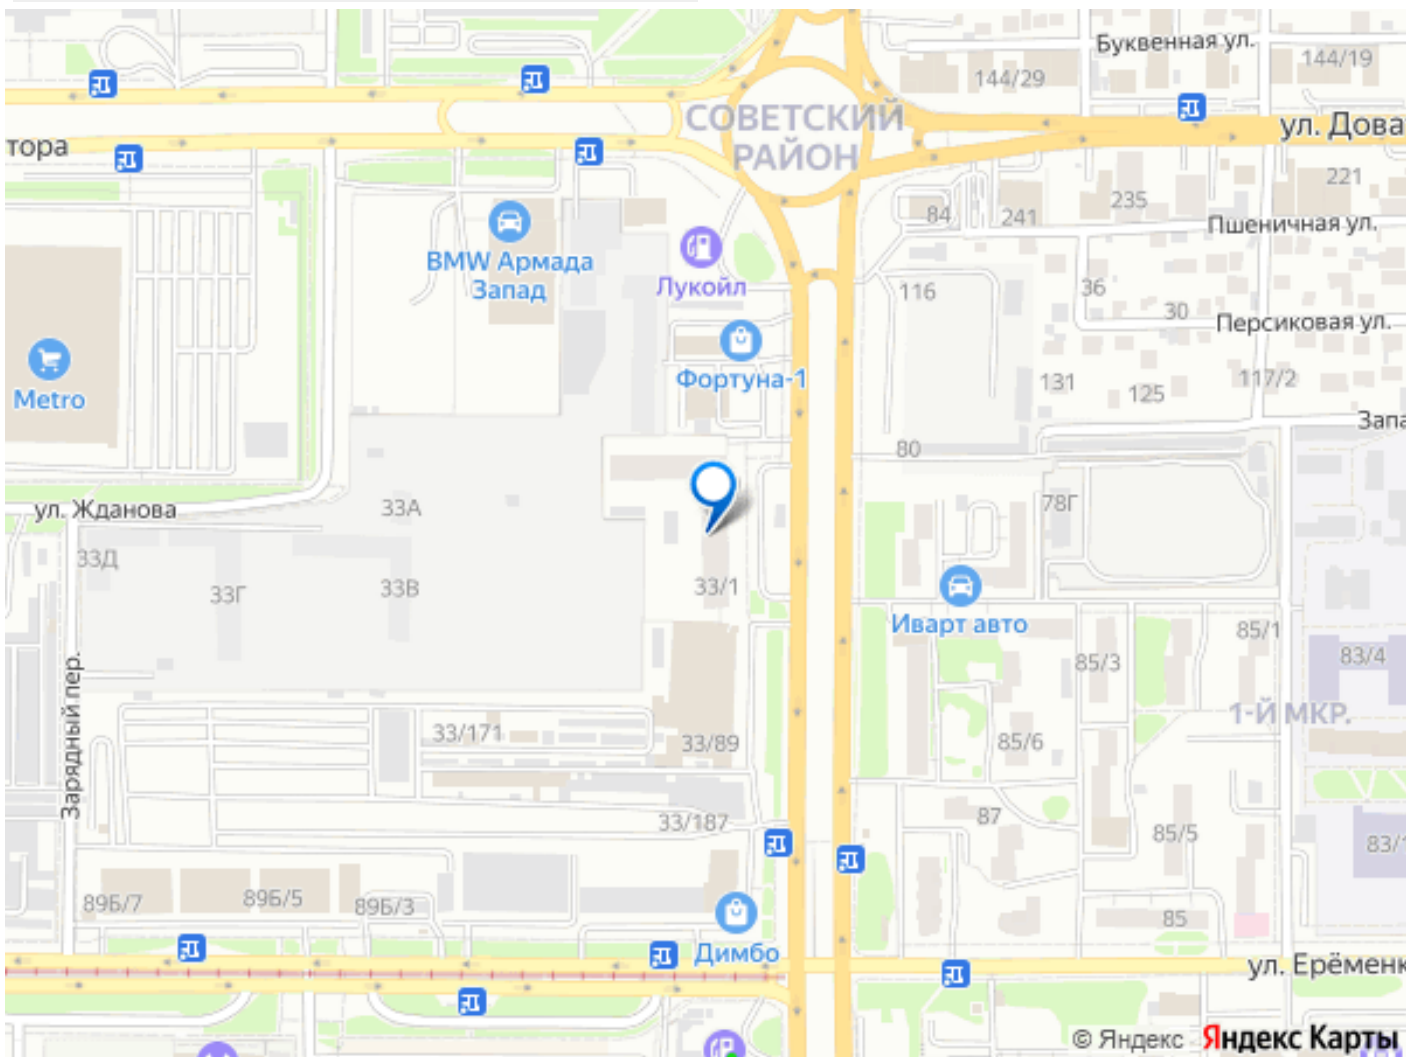 Буквенная ул.
144/19
144/29
СОВЕТСКИЙ
РАЙОН
ул. Дова
тора
221
235
84
241
Пшеничная ул.
BMW Армада
Запад
Лукойл
116
36
30
Персиковая ул.
Metro
Фортуна-1
131
125
117/2
Запа
80
ул. Жданова
33А
78Г
33Д
33Г
33В
33/1
Иварт авто
85/1
85/3
83/4
Зарядный пер.
1-Й МКР.
33/171
33/89
85/6
33/187
87
85/5
83/1
89Б/7
89Б/5
89Б/3
85
Димбо
ул. Ерёменк
© Яндекс Яндекс Карты